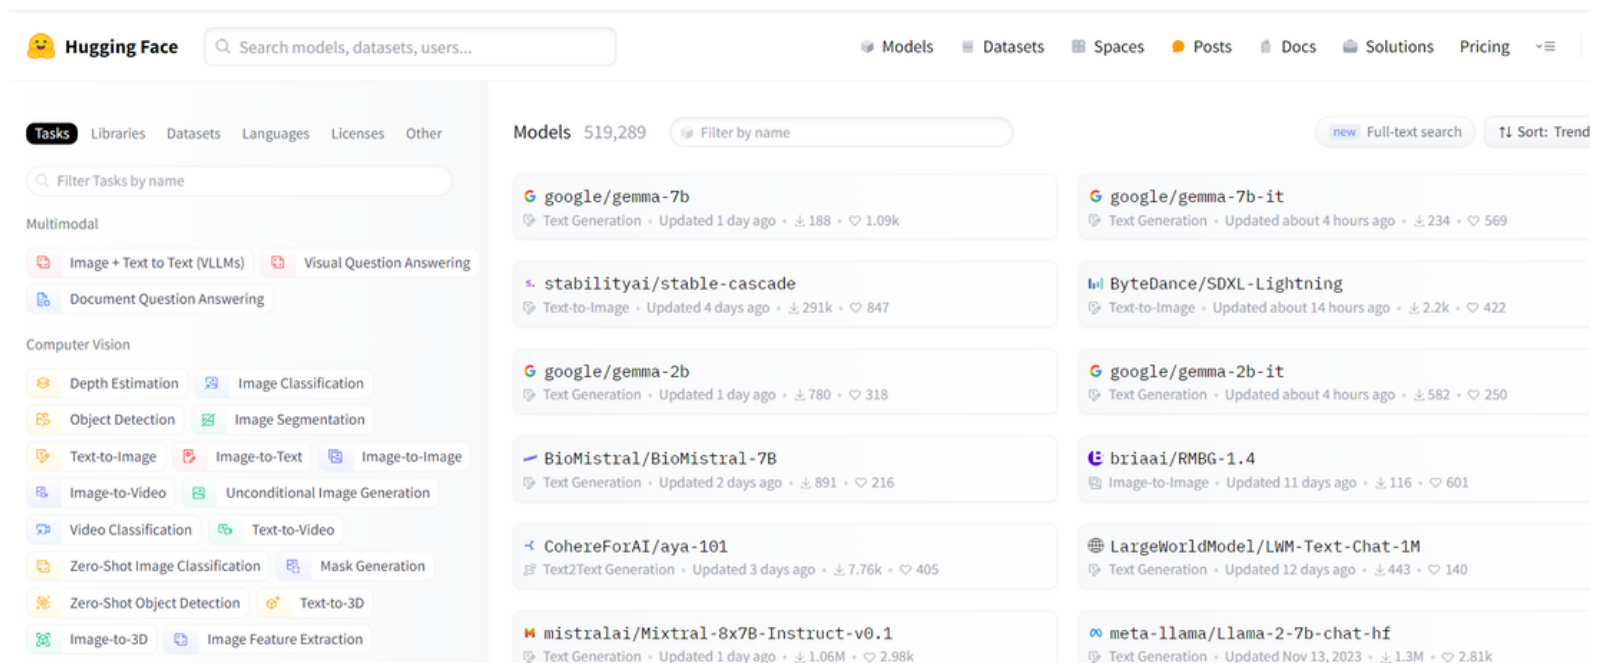 Hugging Face Search models, datasets, users... Models Datasets Spaces Posts Docs Solutions Pricing
Tasks Libraries Datasets Languages Licenses Other
Filter Tasks by name
Multimodal
Image + Text to Text (VLLMs) Visual Question Answering
Document Question Answering
Computer Vision
Depth Estimation Image Classification
Object Detection Image Segmentation
Text-to-Image Image-to-Text Image-to-Image
Image-to-Video Unconditional Image Generation
Video Classification Text-to-Video
Zero-Shot Image Classification Mask Generation
Zero-Shot Object Detection Text-to-3D
Image-to-3D Image Feature Extraction
Models 519,289 Filter by name new Full-text search Sort: Trend
google/gemma-7b
Text Generation • Updated 1 day ago • 188 • 1.09k
google/gemma-7b-it
Text Generation • Updated about 4 hours ago • 234 • 569
stabilityai/stable-cascade
Text-to-Image • Updated 4 days ago • 291k • 847
ByteDance/SDXL-Lightning
Text-to-Image • Updated about 14 hours ago • 2.2k • 422
google/gemma-2b
Text Generation • Updated 1 day ago • 780 • 318
google/gemma-2b-it
Text Generation • Updated about 4 hours ago • 582 • 250
BioMistral/BioMistral-7B
Text Generation • Updated 2 days ago • 891 • 216
briaai/RMBG-1.4
Image-to-Image • Updated 11 days ago • 116 • 601
CohereForAI/aya-101
Text2Text Generation • Updated 3 days ago • 7.76k • 405
LargeWorldModel/LWM-Text-Chat-1M
Text Generation • Updated 12 days ago • 443 • 140
mistralai/Mixtral-8x7B-Instruct-v0.1
Text Generation • Updated 1 day ago • 1.06M • 2.98k
meta-llama/Llama-2-7b-chat-hf
Text Generation • Updated Nov 13, 2023 • 1.3M • 2.81k